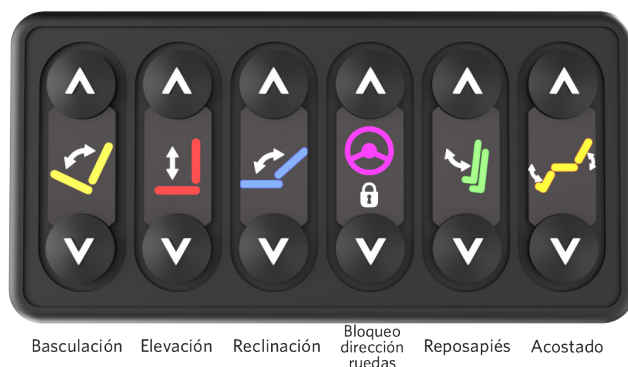 Basculación
Elevación
Reclinación
Bloqueo
dirección
ruedas
Reposapiés
Acostado